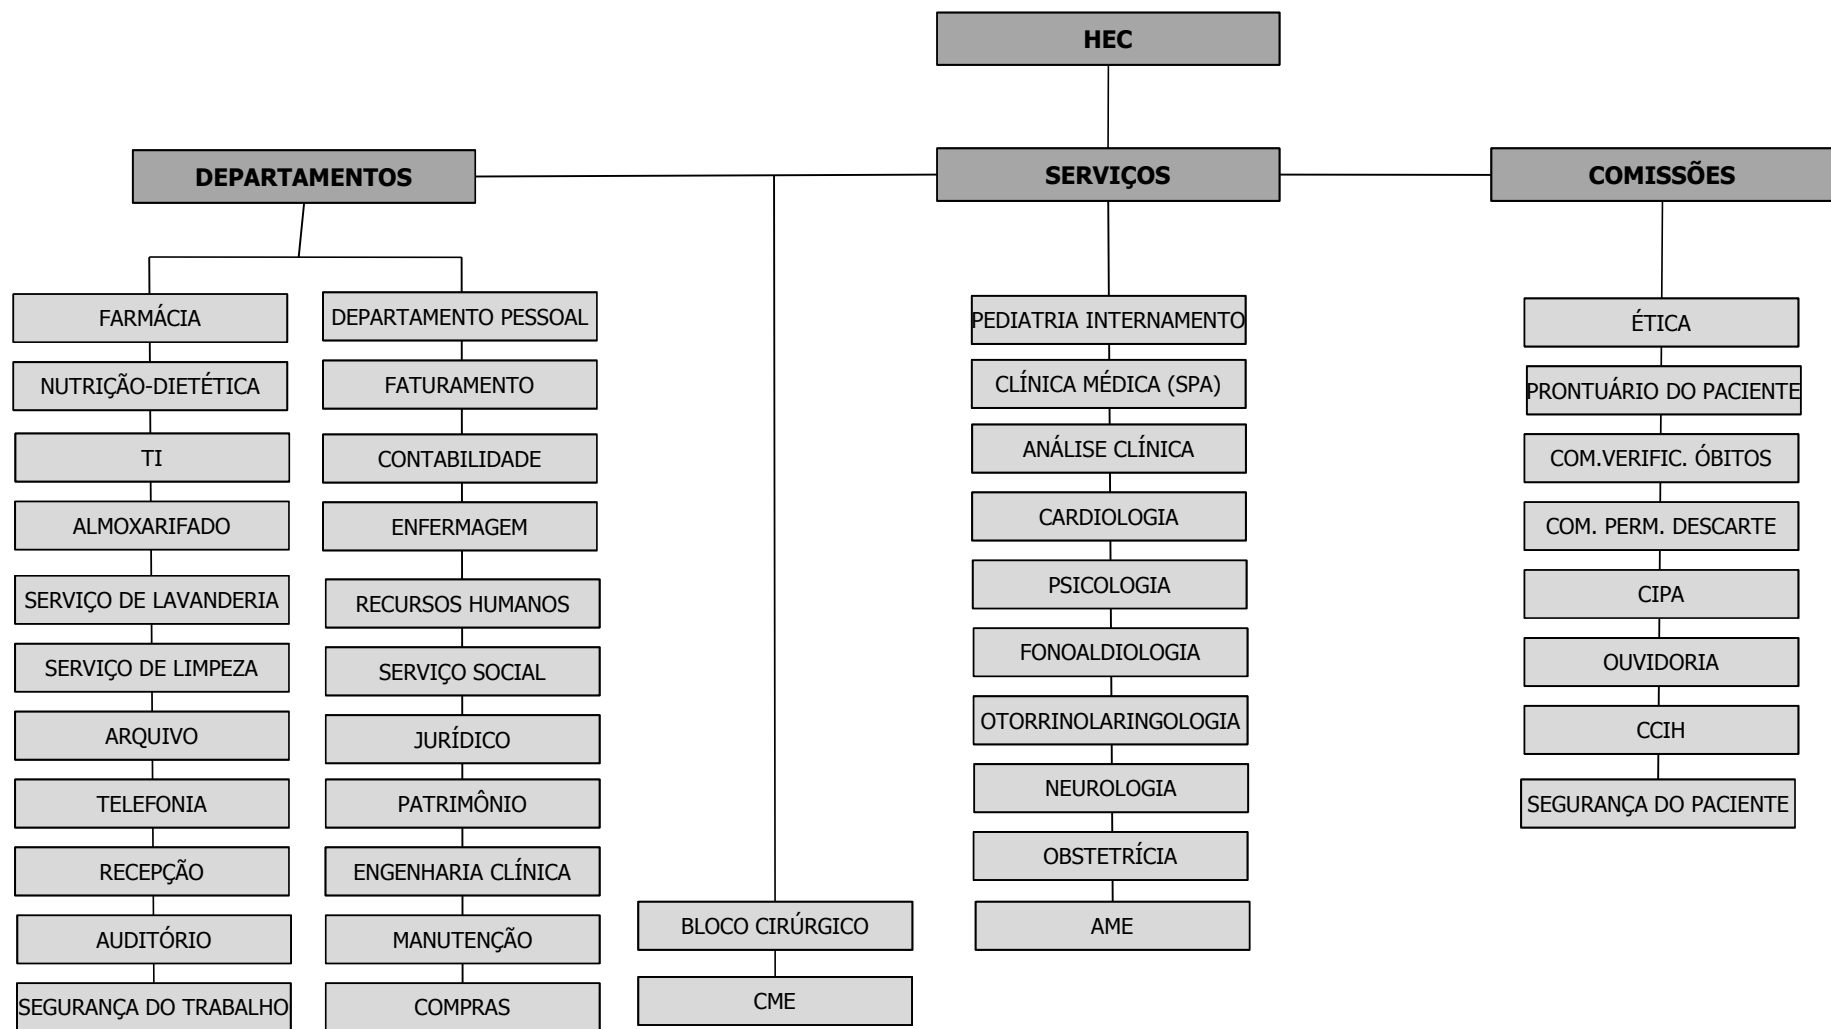 HEC
DEPARTAMENTOS
SERVIÇOS
COMISSÕES
FARMÁCIA
NUTRIÇÃO-DIETÉTICA
TI
ALMOXARIFADO
SERVIÇO DE LAVANDERIA
SERVIÇO DE LIMPEZA
ARQUIVO
TELEFONIA
RECEPÇÃO
AUDITÓRIO
SEGURANÇA DO TRABALHO
DEPARTAMENTO PESSOAL
FATURAMENTO
CONTABILIDADE
ENFERMAGEM
RECURSOS HUMANOS
SERVIÇO SOCIAL
JURÍDICO
PATRIMÔNIO
ENGENHARIA CLÍNICA
MANUTENÇÃO
COMPRAS
BLOCO CIRÚRGICO
CME
PEDIATRIA INTERNAMENTO
CLÍNICA MÉDICA (SPA)
ANÁLISE CLÍNICA
CARDIOLOGIA
PSICOLOGIA
FONOALDIOLOGIA
OTORRINOLARINGOLOGIA
NEUROLOGIA
OBSTETRÍCIA
AME
ÉTICA
PRONTUÁRIO DO PACIENTE
COM.VERIFIC. ÓBITOS
COM. PERM. DESCARTE
CIPA
OUVIDORIA
CCIH
SEGURANÇA DO PACIENTE